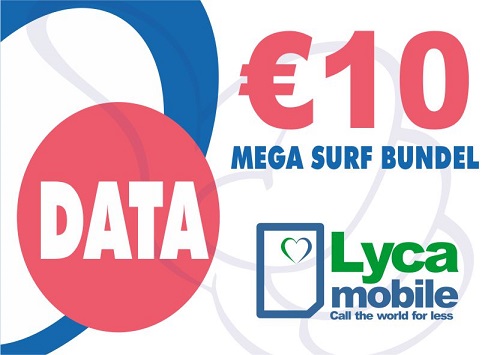 €10
MEGA SURF BUNDEL
DATA
Lyca
mobile
Call the world for less